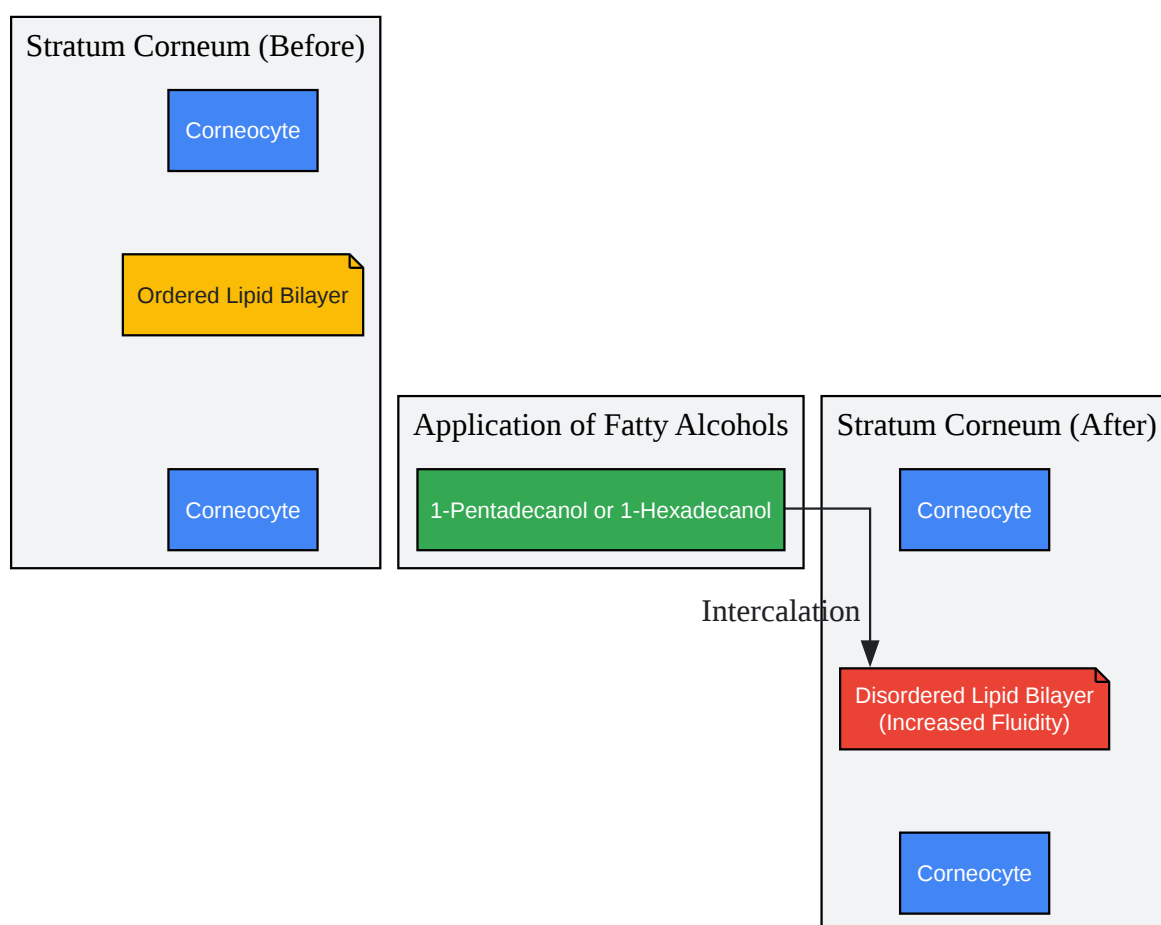 Stratum Corneum (Before)
Corneocyte
Ordered Lipid Bilayer
Corneocyte
Application of Fatty Alcohols
1-Pentadecanol or 1-Hexadecanol
Intercalation
Stratum Corneum (After)
Corneocyte
Disordered Lipid Bilayer
(Increased Fluidity)
Corneocyte